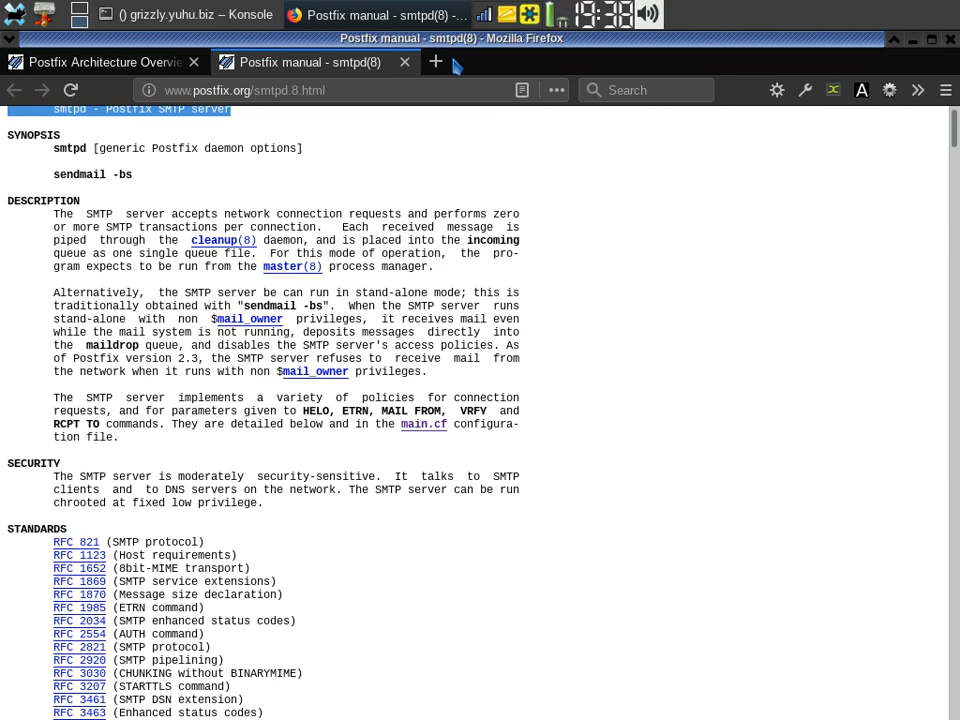 () grizzly.yuhu.biz – Konsole
Postfix manual - smtpd(8) -...
19:38
Postfix manual - smtpd(8) - Mozilla Firefox
Postfix Architecture Overvie
Postfix manual - smtpd(8)
www.postfix.org/smtpd.8.html
Search
A
smtpd - Postfix SMTP server
SYNOPSIS
smtpd [generic Postfix daemon options]
sendmail -bs
DESCRIPTION
The SMTP server accepts network connection requests and performs zero
or more SMTP transactions per connection. Each received message is
piped through the cleanup(8) daemon, and is placed into the incoming
queue as one single queue file. For this mode of operation, the pro-
gram expects to be run from the master(8) process manager.
Alternatively, the SMTP server be can run in stand-alone mode; this is
traditionally obtained with "sendmail -bs". When the SMTP server runs
stand-alone with non $mail_owner privileges, it receives mail even
while the mail system is not running, deposits messages directly into
the maildrop queue, and disables the SMTP server's access policies. As
of Postfix version 2.3, the SMTP server refuses to receive mail from
the network when it runs with non $mail_owner privileges.
The SMTP server implements a variety of policies for connection
requests, and for parameters given to HELO, ETRN, MAIL FROM, VRFY and
RCPT TO commands. They are detailed below and in the main.cf configura-
tion file.
SECURITY
The SMTP server is moderately security-sensitive. It talks to SMTP
clients and to DNS servers on the network. The SMTP server can be run
chrooted at fixed low privilege.
STANDARDS
RFC 821 (SMTP protocol)
RFC 1123 (Host requirements)
RFC 1652 (8bit-MIME transport)
RFC 1869 (SMTP service extensions)
RFC 1870 (Message size declaration)
RFC 1985 (ETRN command)
RFC 2034 (SMTP enhanced status codes)
RFC 2554 (AUTH command)
RFC 2821 (SMTP protocol)
RFC 2920 (SMTP pipelining)
RFC 3030 (CHUNKING without BINARYMIME)
RFC 3207 (STARTTLS command)
RFC 3461 (SMTP DSN extension)
RFC 3463 (Enhanced status codes)